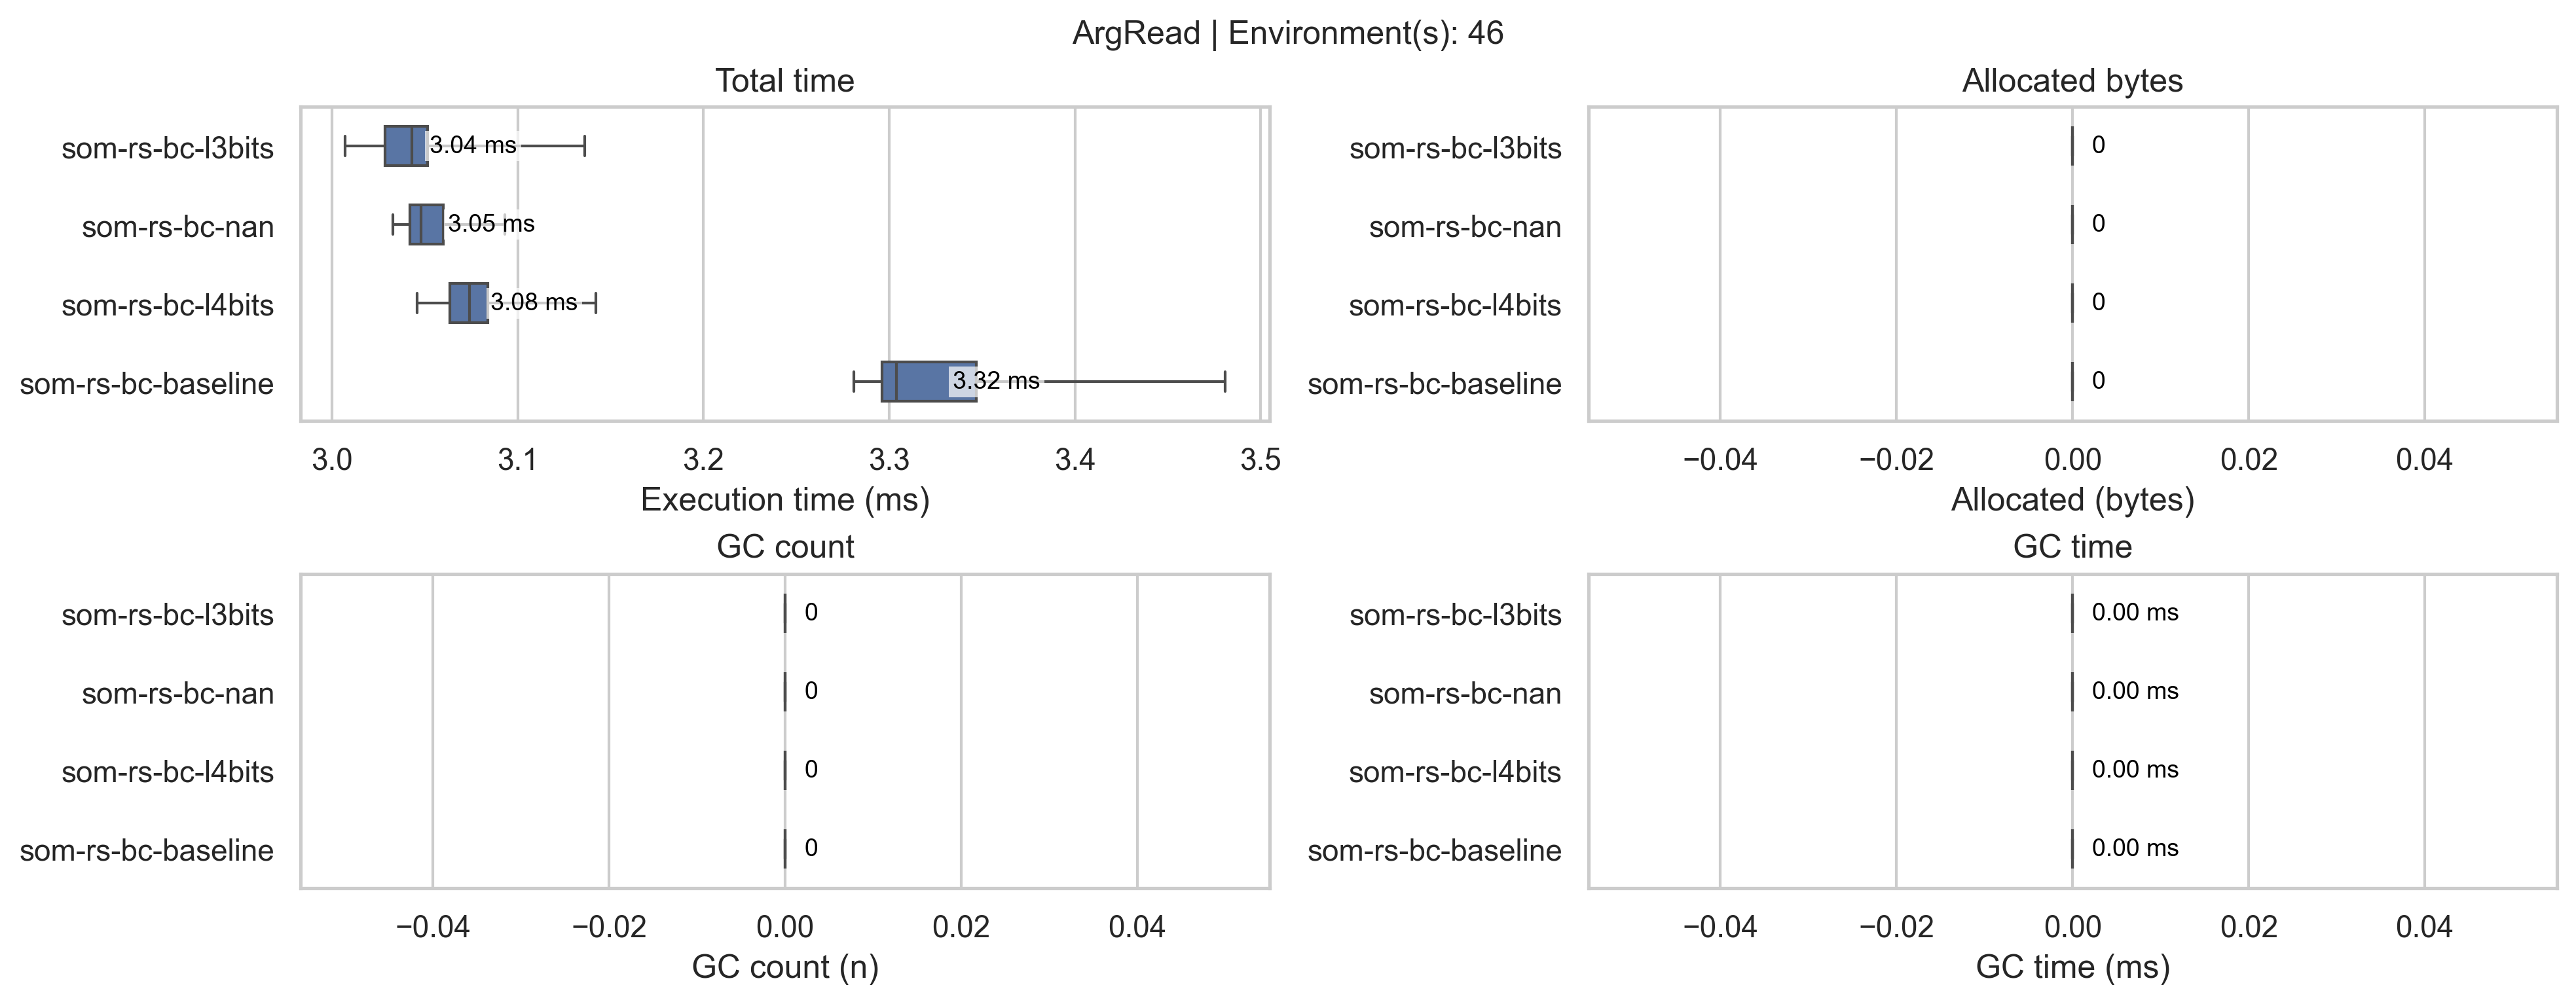 ArgRead | Environment(s): 46
Total time
som-rs-bc-l3bits
3.04 ms
som-rs-bc-nan
3.05 ms
som-rs-bc-l4bits
3.08 ms
som-rs-bc-baseline
3.32 ms
3.0 3.1 3.2 3.3 3.4 3.5
Execution time (ms)
Allocated bytes
som-rs-bc-l3bits
0
som-rs-bc-nan
0
som-rs-bc-l4bits
0
som-rs-bc-baseline
0
−0.04 −0.02 0.00 0.02 0.04
Allocated (bytes)
GC count
som-rs-bc-l3bits
0
som-rs-bc-nan
0
som-rs-bc-l4bits
0
som-rs-bc-baseline
0
−0.04 −0.02 0.00 0.02 0.04
GC count (n)
GC time
som-rs-bc-l3bits
0.00 ms
som-rs-bc-nan
0.00 ms
som-rs-bc-l4bits
0.00 ms
som-rs-bc-baseline
0.00 ms
−0.04 −0.02 0.00 0.02 0.04
GC time (ms)